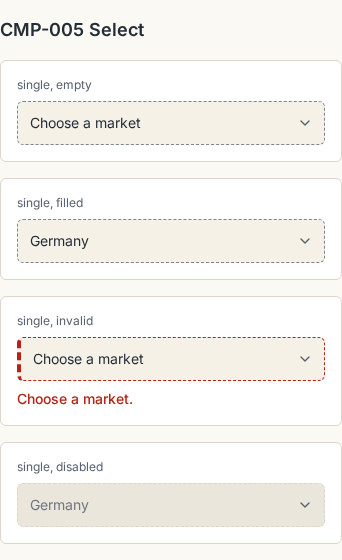 CMP-005 Select
single, empty
Choose a market
single, filled
Germany
single, invalid
Choose a market
Choose a market.
single, disabled
Germany